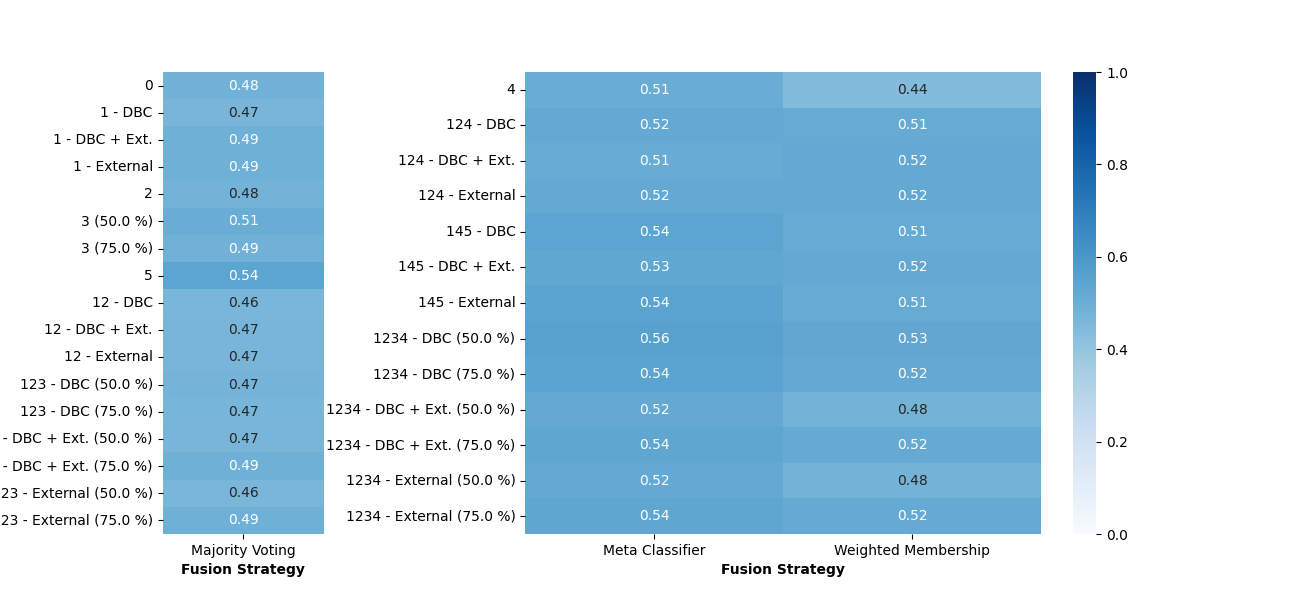 0 0.48
1 - DBC 0.47
1 - DBC + Ext. 0.49
1 - External 0.49
2 0.48
3 (50.0 %) 0.51
3 (75.0 %) 0.49
5 0.54
12 - DBC 0.46
12 - DBC + Ext. 0.47
12 - External 0.47
123 - DBC (50.0 %) 0.47
123 - DBC (75.0 %) 0.47
- DBC + Ext. (50.0 %) 0.47
- DBC + Ext. (75.0 %) 0.49
23 - External (50.0 %) 0.46
23 - External (75.0 %) 0.49
Majority Voting
Fusion Strategy
4 0.51 0.44
124 - DBC 0.52 0.51
124 - DBC + Ext. 0.51 0.52
124 - External 0.52 0.52
145 - DBC 0.54 0.51
145 - DBC + Ext. 0.53 0.52
145 - External 0.54 0.51
1234 - DBC (50.0 %) 0.56 0.53
1234 - DBC (75.0 %) 0.54 0.52
1234 - DBC + Ext. (50.0 %) 0.52 0.48
1234 - DBC + Ext. (75.0 %) 0.54 0.52
1234 - External (50.0 %) 0.52 0.48
1234 - External (75.0 %) 0.54 0.52
Meta Classifier Weighted Membership
Fusion Strategy
1.0
0.8
0.6
0.4
0.2
0.0